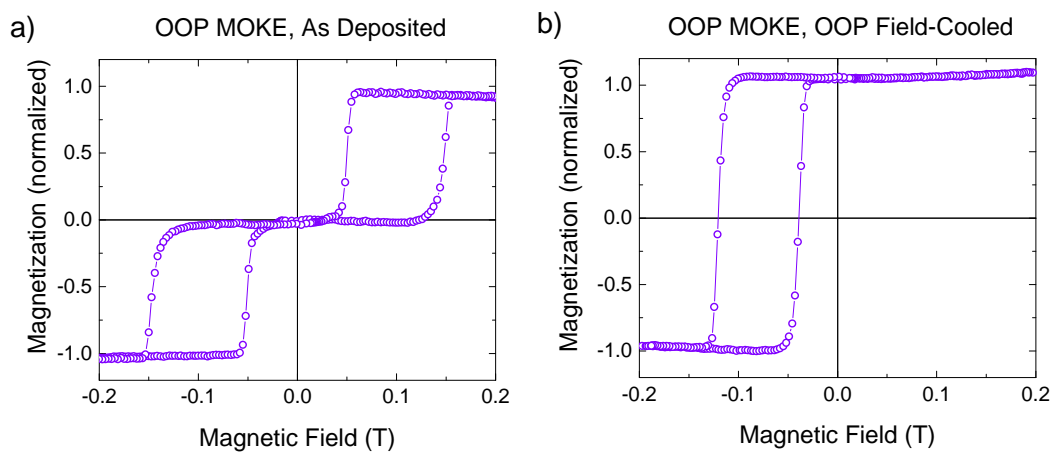 a)
OOP MOKE, As Deposited
Magnetization (normalized)
1.0
0.5
0.0
-0.5
-1.0
-0.2
-0.1
0.0
0.1
0.2
Magnetic Field (T)
b)
OOP MOKE, OOP Field-Cooled
Magnetization (normalized)
1.0
0.5
0.0
-0.5
-1.0
-0.2
-0.1
0.0
0.1
0.2
Magnetic Field (T)